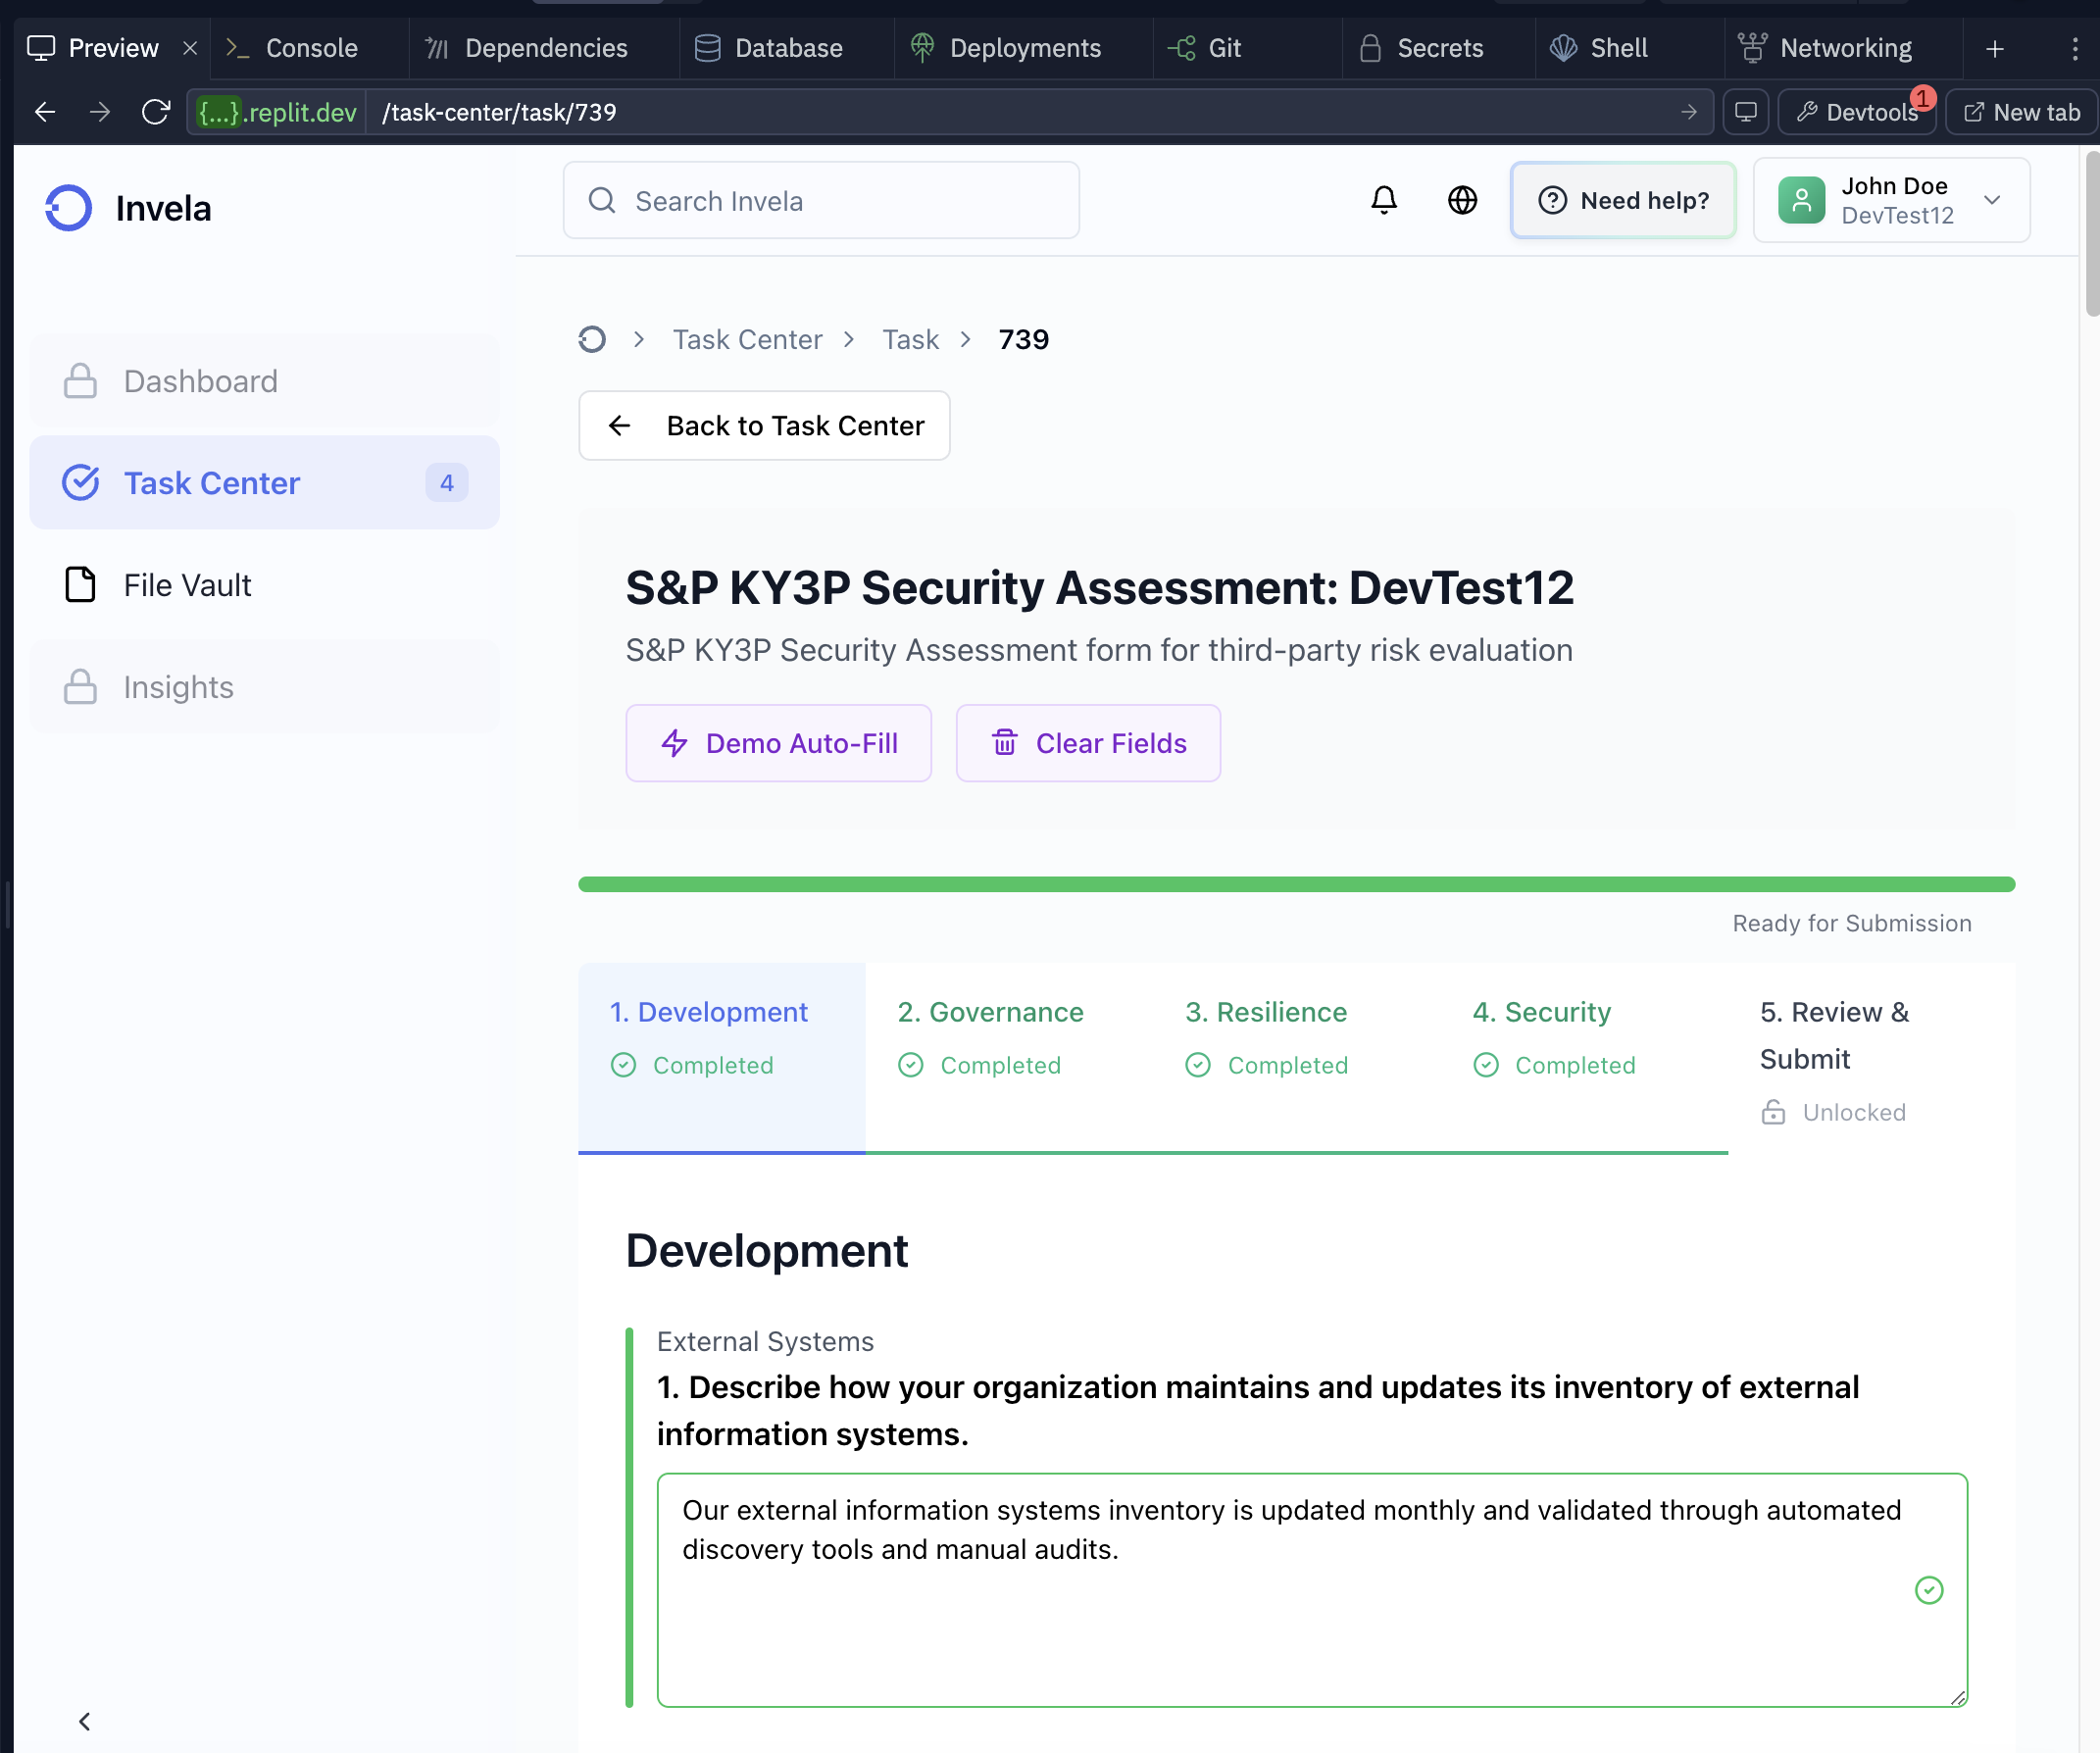 Preview
Console
Dependencies
Database
Deployments
Git
Secrets
Shell
Networking
{...}.replit.dev
/task-center/task/739
Devtools
1
New tab
Invela
Search Invela
Need help?
John Doe
DevTest12
Dashboard
Task Center
4
File Vault
Insights
Task Center
Task
739
Back to Task Center
S&P KY3P Security Assessment: DevTest12
S&P KY3P Security Assessment form for third-party risk evaluation
Demo Auto-Fill
Clear Fields
Ready for Submission
1. Development
Completed
2. Governance
Completed
3. Resilience
Completed
4. Security
Completed
5. Review &
Submit
Unlocked
Development
External Systems
1. Describe how your organization maintains and updates its inventory of external
information systems.
Our external information systems inventory is updated monthly and validated through automated
discovery tools and manual audits.